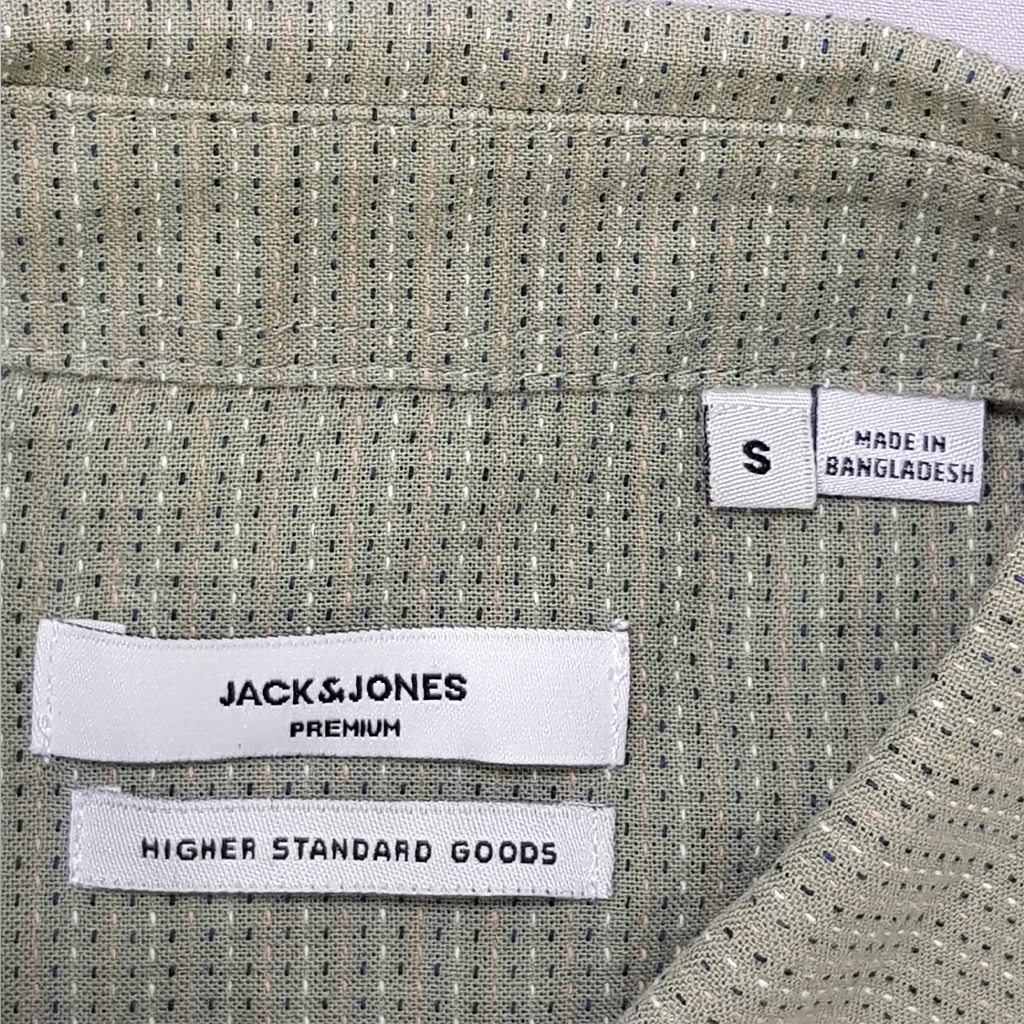 S
MADE IN
BANGLADESH
JACK&JONES
PREMIUM
HIGHER STANDARD GOODS